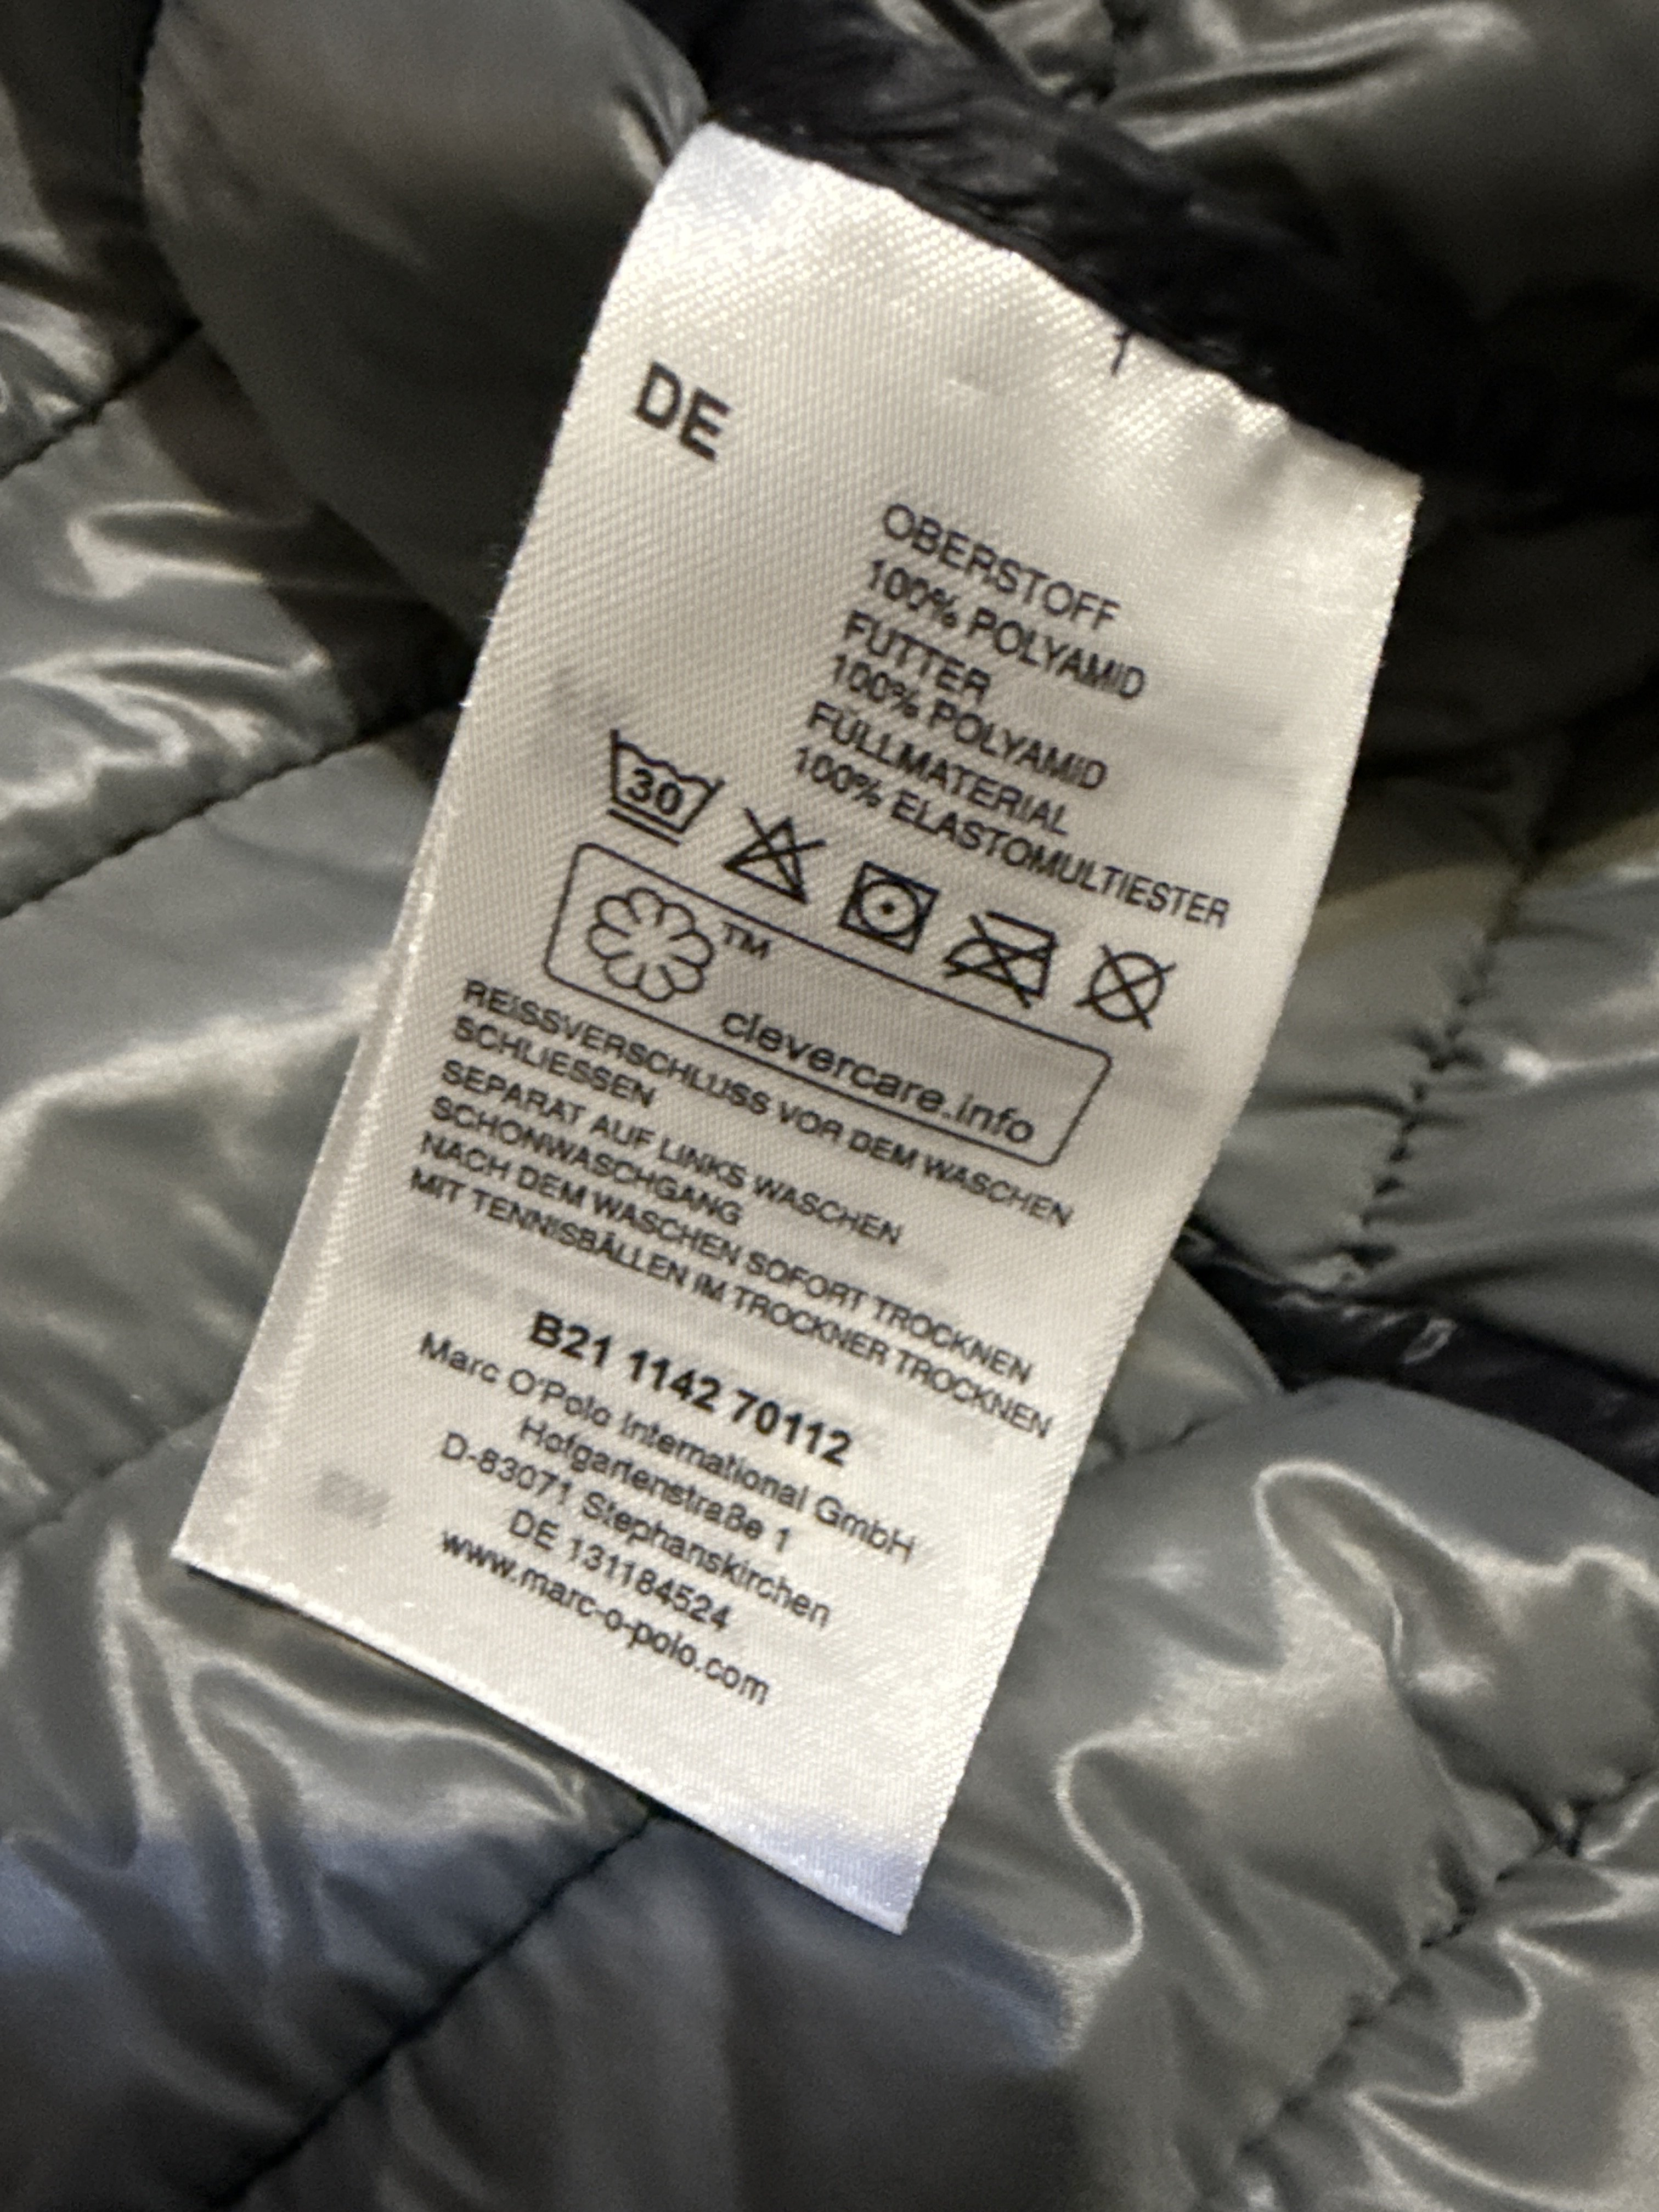 DE
OBERSTOFF
100% POLYAMID
FUTTER
100% POLYAMID
FÜLLMATERIAL
100% ELASTOMULTIESTER
30
TM
clevercare.info
REISSVERSCHLUSS VOR DEM WASCHEN
SCHLIESSEN
SEPARAT AUF LINKS WASCHEN
SCHONWASCHGANG
NACH DEM WASCHEN SOFORT TROCKNEN
MIT TENNISBÄLLEN IM TROCKNER TROCKNEN
B21 1142 70112
Marc O'Polo International GmbH
Hofgartenstraße 1
D-83071 Stephanskirchen
DE 131184524
www.marc-o-polo.com